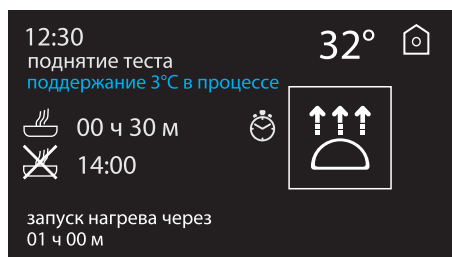 12:30
32°
поднятие теста
поддержание 3°C в процессе
00 ч 30 м
14:00
запуск нагрева через
01 ч 00 м